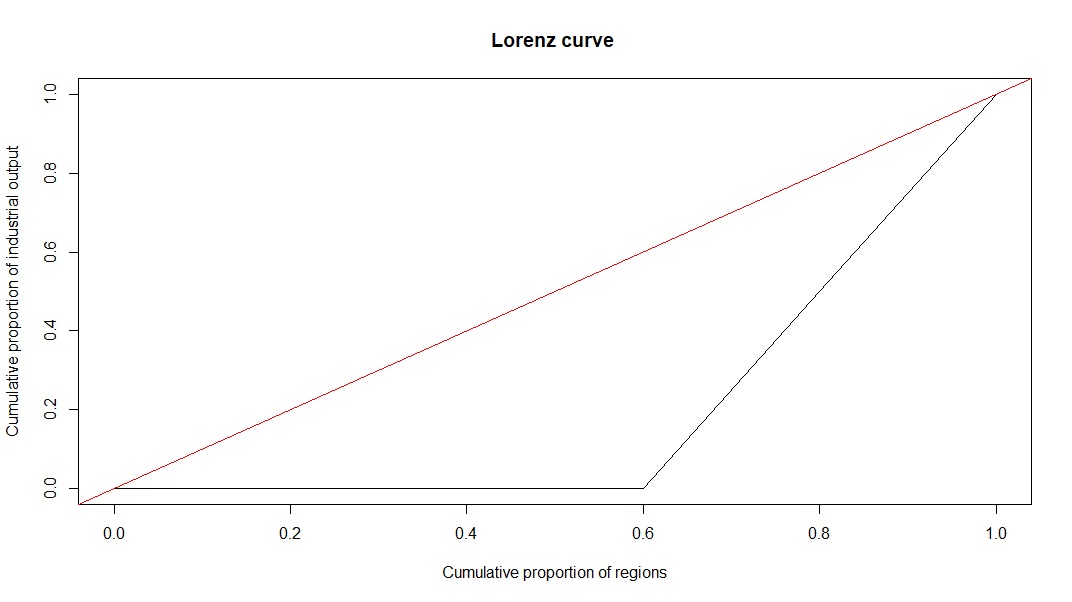 Lorenz curve
Cumulative proportion of industrial output
1.0
0.8
0.6
0.4
0.2
0.0
0.0 0.2 0.4 0.6 0.8 1.0
Cumulative proportion of regions